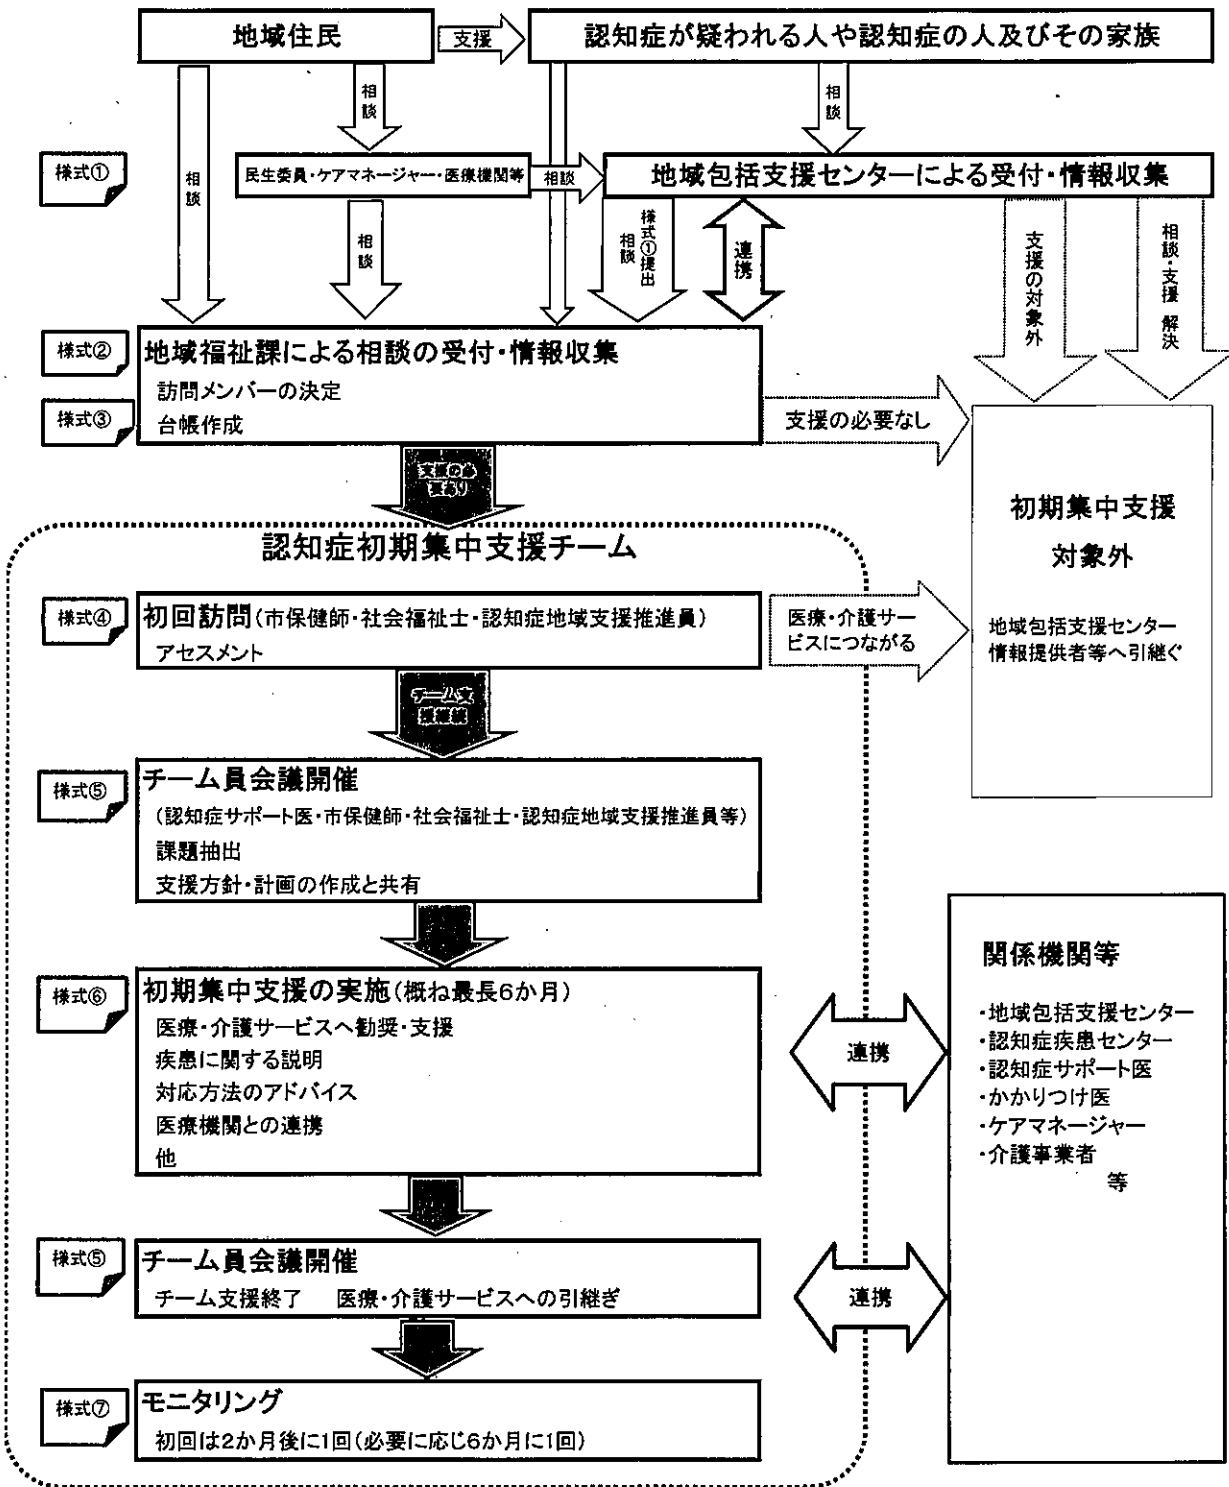 地域住民
支援
認知症が疑われる人や認知症の人及びその家族
相談
相談
相談
様式①
民生委員・ケアマネージャー・医療機関等
相談
地域包括支援センターによる受付・情報収集
相談
様式①提出
相談
連携
支援の対象外
相談・支援 解決
様式②
地域福祉課による相談の受付・情報収集
訪問メンバーの決定
様式③
台帳作成
支援の必要なし
支援の必
要あり
初期集中支援
対象外
地域包括支援センター
情報提供者等へ引継ぐ
認知症初期集中支援チーム
様式④
初回訪問(市保健師・社会福祉士・認知症地域支援推進員)
アセスメント
医療・介護サー
ビスにつながる
チーム支
援継続
様式⑤
チーム員会議開催
(認知症サポート医・市保健師・社会福祉士・認知症地域支援推進員等)
課題抽出
支援方針・計画の作成と共有
様式⑥
初期集中支援の実施(概ね最長6か月)
医療・介護サービスへ勧奨・支援
疾患に関する説明
対応方法のアドバイス
医療機関との連携
他
連携
関係機関等
・地域包括支援センター
・認知症疾患センター
・認知症サポート医
・かかりつけ医
・ケアマネージャー
・介護事業者
等
様式⑤
チーム員会議開催
チーム支援終了 医療・介護サービスへの引継ぎ
連携
様式⑦
モニタリング
初回は2か月後に1回(必要に応じ6か月に1回)